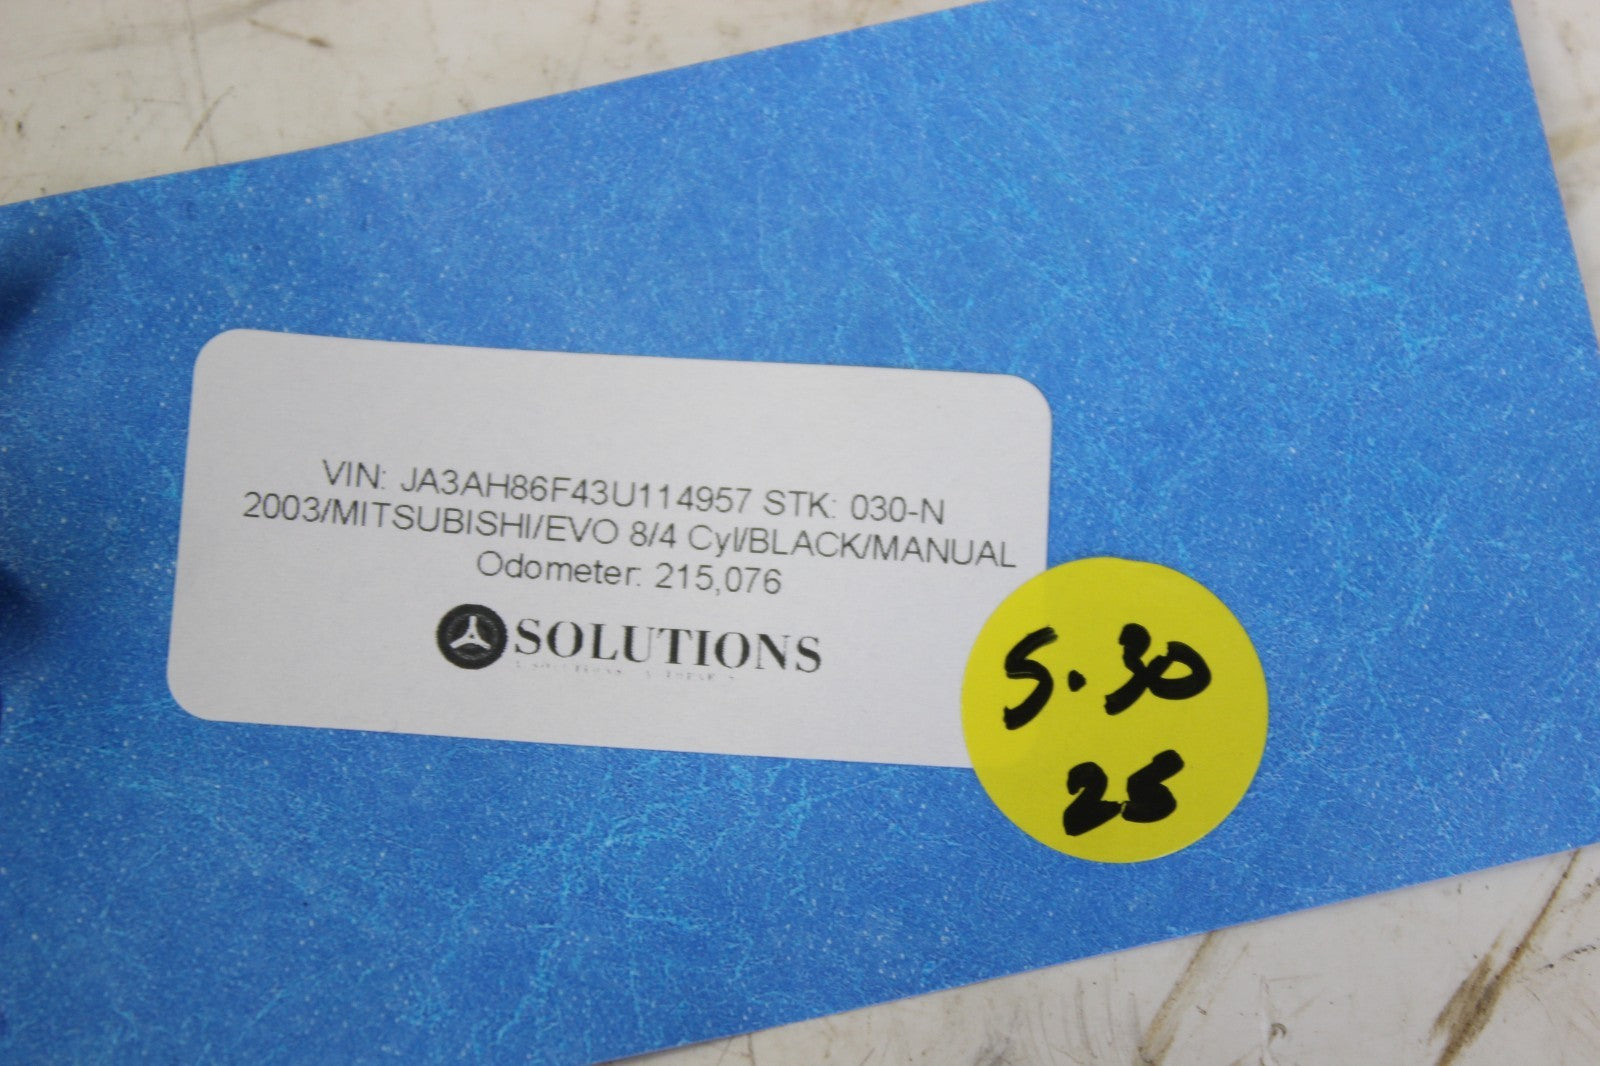 VIN: JA3AH86F43U114957 STK: 030-N
2003/MITSUBISHI/EVO 8/4 Cyl/BLACK/MANUAL
Odometer: 215,076
SOLUTIONS
5.30
25